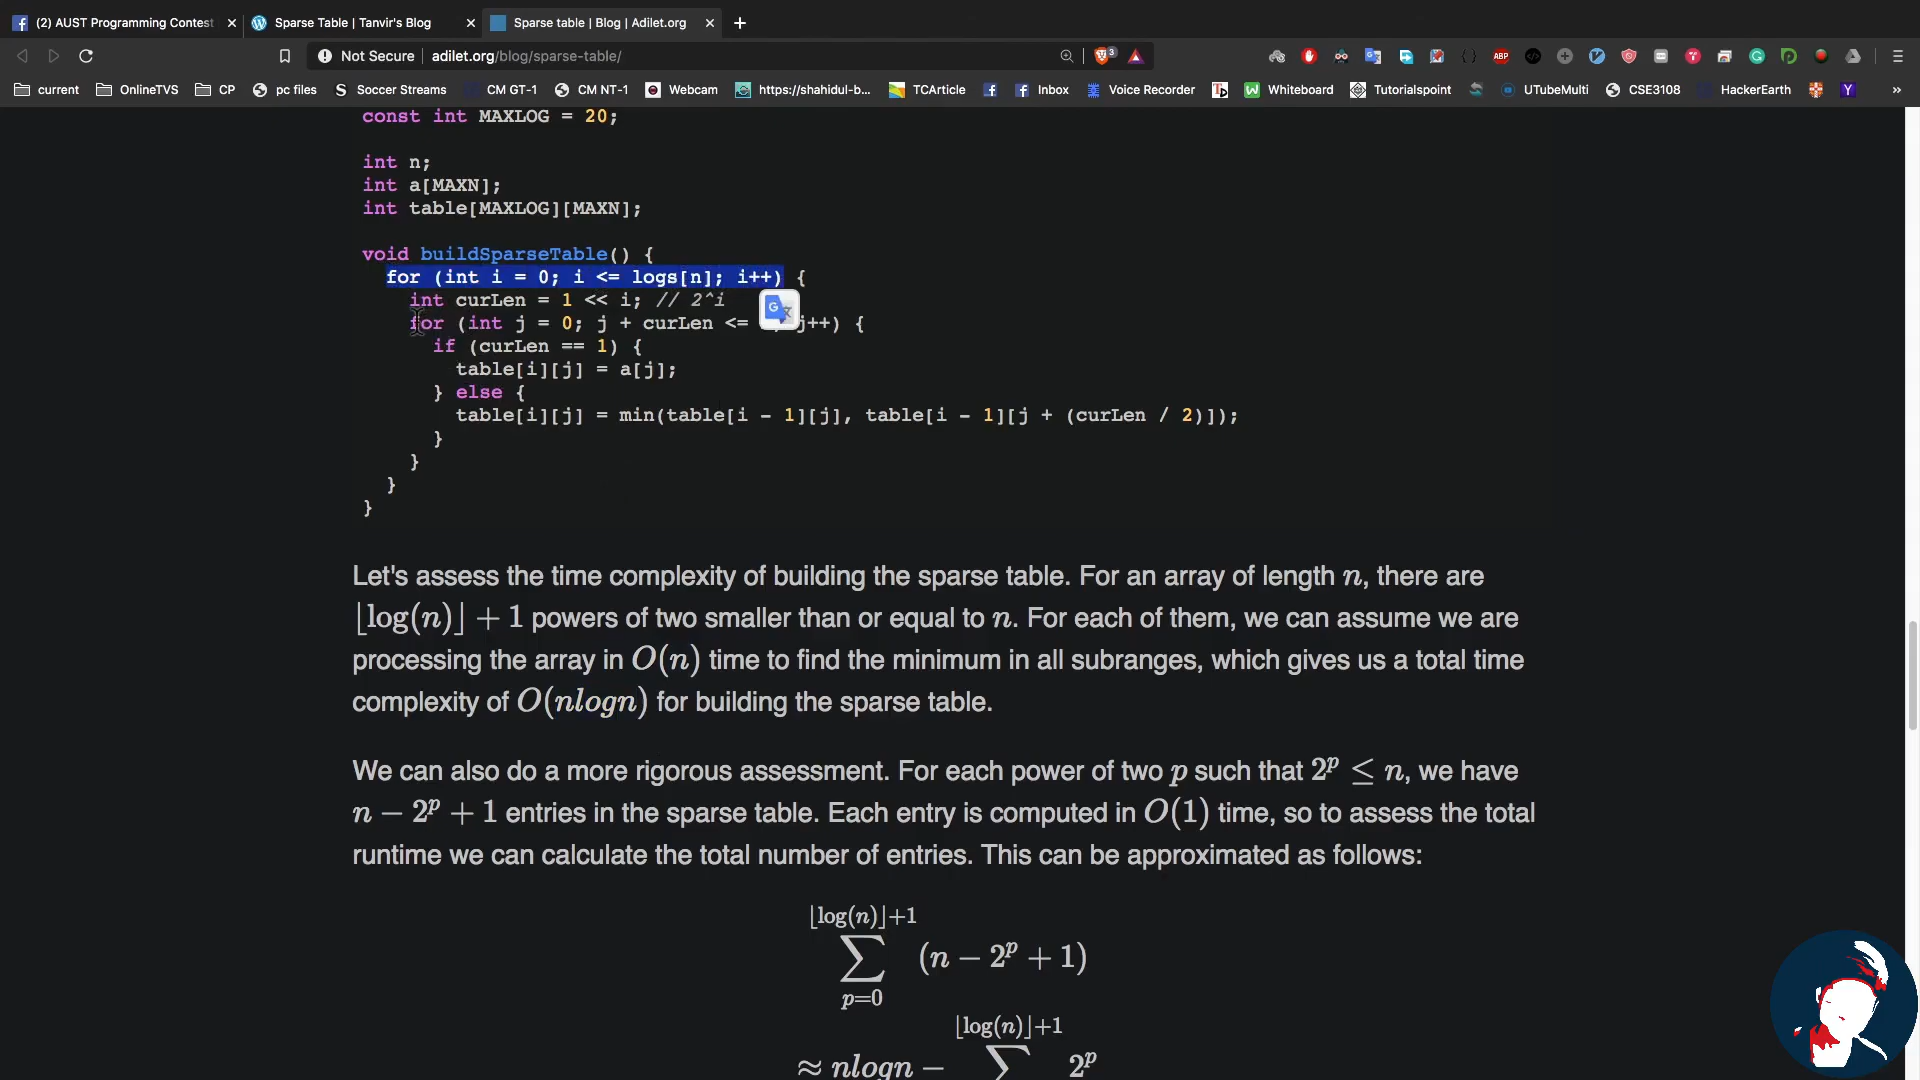 (2) AUST Programming Contest
Sparse Table | Tanvir's Blog
Sparse table | Blog | Adilet.org
Not Secure | adilet.org/blog/sparse-table/
3
ABP
current OnlineTVS CP pc files Soccer Streams CM GT-1 CM NT-1 Webcam https://shahidul-b... TCArticle Inbox Voice Recorder Whiteboard Tutorialspoint UTubeMulti CSE3108 HackerEarth »
const int MAXLOG = 20;
int n;
int a[MAXN];
int table[MAXLOG][MAXN];
void buildSparseTable() {
for (int i = 0; i <= logs[n]; i++) {
int curLen = 1 << i; // 2^i
for (int j = 0; j + curLen <= j++) {
if (curLen == 1) {
table[i][j] = a[j];
} else {
table[i][j] = min(table[i - 1][j], table[i - 1][j + (curLen / 2)]);
}
}
}
}
Let's assess the time complexity of building the sparse table. For an array of length n, there are
⌊log(n)⌋ + 1 powers of two smaller than or equal to n. For each of them, we can assume we are
processing the array in O(n) time to find the minimum in all subranges, which gives us a total time
complexity of O(nlogn) for building the sparse table.
We can also do a more rigorous assessment. For each power of two p such that 2^p ≤ n, we have
n − 2^p + 1 entries in the sparse table. Each entry is computed in O(1) time, so to assess the total
runtime we can calculate the total number of entries. This can be approximated as follows:
⌊log(n)⌋+1
∑ (n − 2^p + 1)
p=0
⌊log(n)⌋+1
≈ nlogn − ∑ 2^p